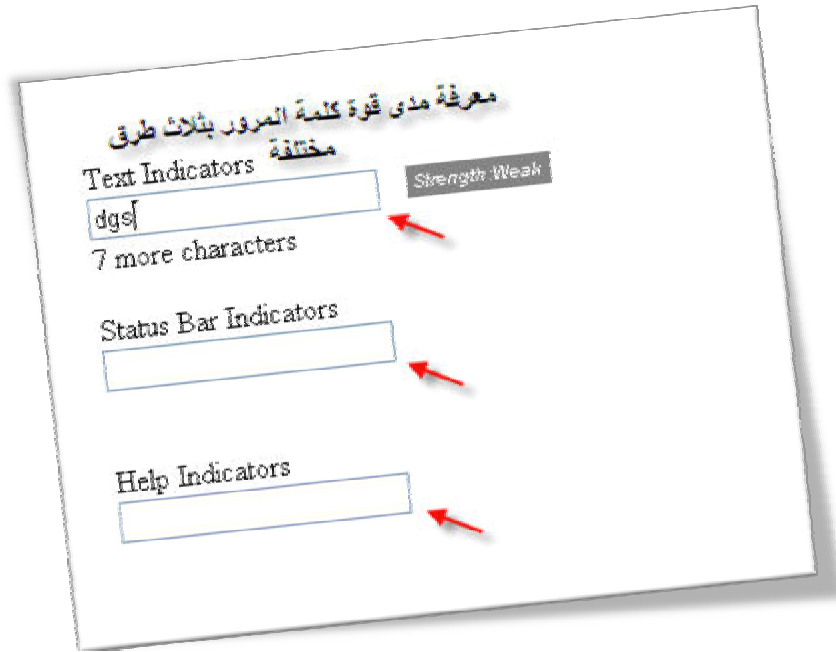 معرفة مدى قوة كلمة المرور بثلاث طرق
مختلفة
Text Indicators
Strength:Weak
dgs
7 more characters
Status Bar Indicators
Help Indicators